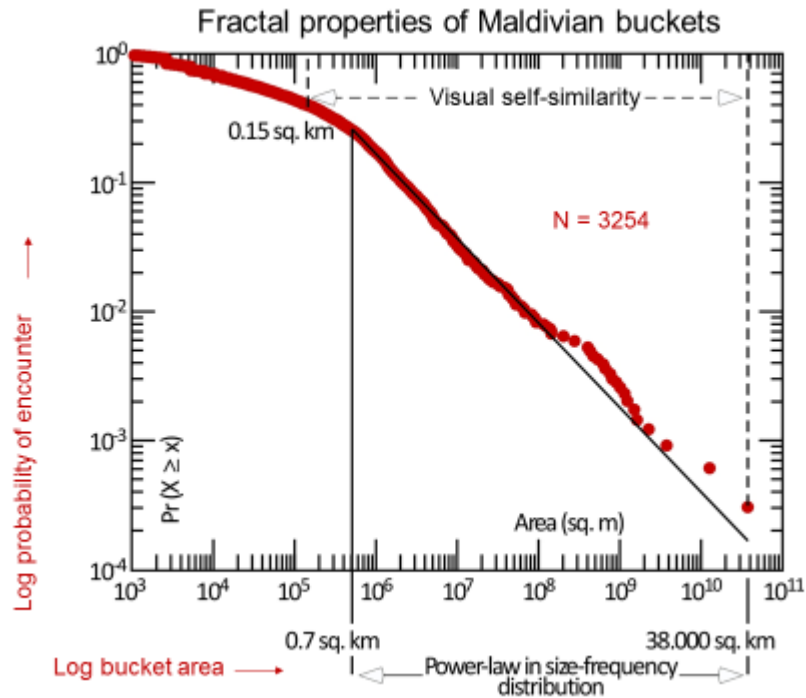 Fractal properties of Maldivian buckets
10⁰
10⁻¹
10⁻²
10⁻³
10⁻⁴
Visual self-similarity
0.15 sq. km
N = 3254
Log probability of encounter
Pr (X ≥ x)
Area (sq. m)
10³ 10⁴ 10⁵ 10⁶ 10⁷ 10⁸ 10⁹ 10¹⁰ 10¹¹
0.7 sq. km
38.000 sq. km
Log bucket area
Power-law in size-frequency
distribution